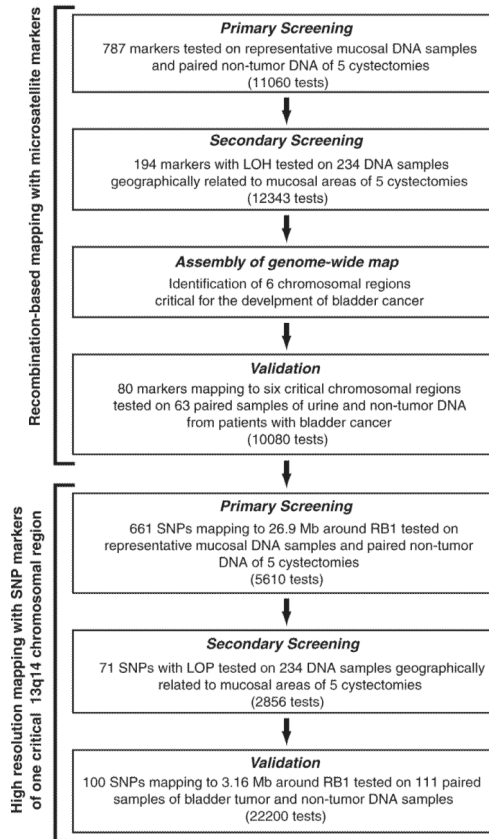 Recombination-based mapping with microsatellite markers
Primary Screening
787 markers tested on representative mucosal DNA samples
and paired non-tumor DNA of 5 cystectomies
(11060 tests)
Secondary Screening
194 markers with LOH tested on 234 DNA samples
geographically related to mucosal areas of 5 cystectomies
(12343 tests)
Assembly of genome-wide map
Identification of 6 chromosomal regions
critical for the develpment of bladder cancer
Validation
80 markers mapping to six critical chromosomal regions
tested on 63 paired samples of urine and non-tumor DNA
from patients with bladder cancer
(10080 tests)
High resolution mapping with SNP markers
of one critical 13q14 chromosomal region
Primary Screening
661 SNPs mapping to 26.9 Mb around RB1 tested on
representative mucosal DNA samples and paired non-tumor
DNA of 5 cystectomies
(5610 tests)
Secondary Screening
71 SNPs with LOP tested on 234 DNA samples geographically
related to mucosal areas of 5 cystectomies
(2856 tests)
Validation
100 SNPs mapping to 3.16 Mb around RB1 tested on 111 paired
samples of bladder tumor and non-tumor DNA samples
(22200 tests)